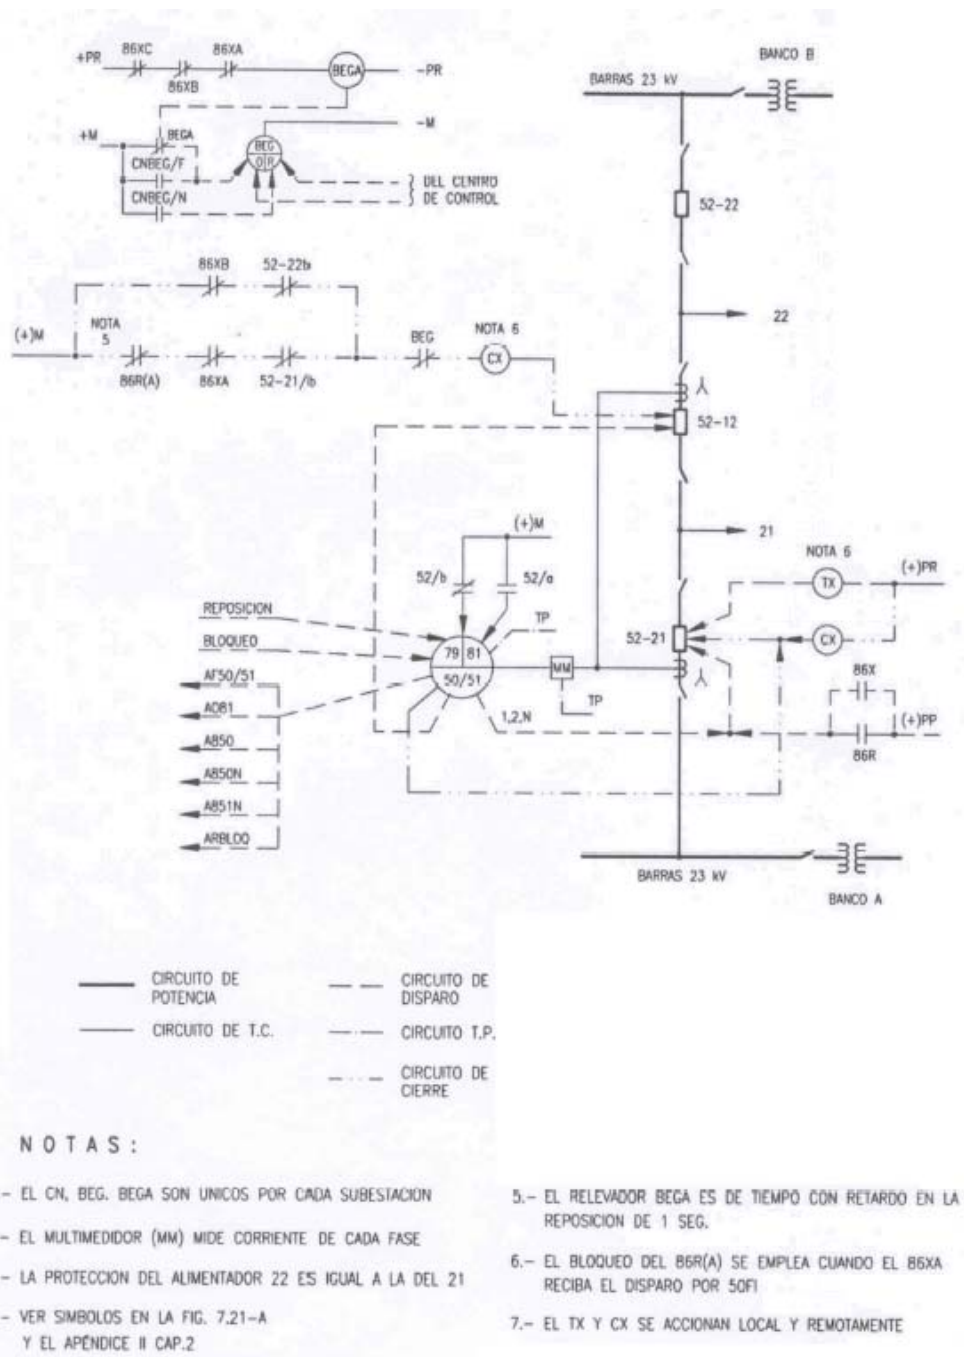 +PR
86XC
86XA
86XB
BEGA
-PR
+M
BEGA
-M
BEG
O R
CNBEG/F
CNBEG/N
DEL CENTRO
DE CONTROL
BANCO B
BARRAS 23 kV
52-22
22
86XB
52-22b
(+)M
NOTA
5
86R(A)
86XA
52-21/b
BEG
NOTA 6
CX
52-12
21
(+)M
52/b
52/a
NOTA 6
TX
(+)PR
REPOSICION
BLOQUEO
TP
79 81
50/51
MM
TP
52-21
CX
86X
(+)PP
86R
1,2,N
AF50/51
AO81
A850
A850N
A851N
ARBLOQ
BARRAS 23 kV
BANCO A
CIRCUITO DE
POTENCIA
CIRCUITO DE
DISPARO
CIRCUITO DE T.C.
CIRCUITO T.P.
CIRCUITO DE
CIERRE
NOTAS:
- EL CN, BEG. BEGA SON UNICOS POR CADA SUBESTACION
- EL MULTIMEDIDOR (MM) MIDE CORRIENTE DE CADA FASE
- LA PROTECCION DEL ALIMENTADOR 22 ES IGUAL A LA DEL 21
- VER SIMBOLOS EN LA FIG. 7.21-A
Y EL APÉNDICE II CAP.2
5.- EL RELEVADOR BEGA ES DE TIEMPO CON RETARDO EN LA
REPOSICION DE 1 SEG.
6.- EL BLOQUEO DEL 86R(A) SE EMPLEA CUANDO EL 86XA
RECIBA EL DISPARO POR 50FI
7.- EL TX Y CX SE ACCIONAN LOCAL Y REMOTAMENTE